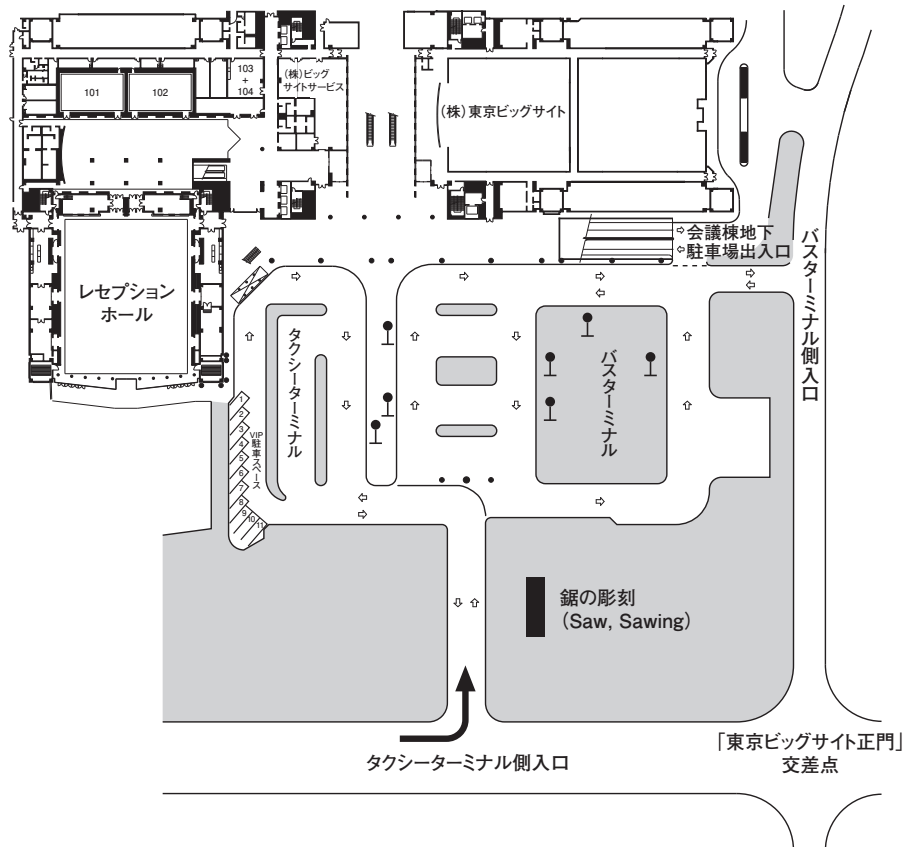 101
102
103
+
104
(株)ビッグ
サイトサービス
(株)東京ビッグサイト
⇨会議棟地下
⇦駐車場出入口
バスターミナル側入口
レセプション
ホール
タクシーターミナル
バスターミナル
VIP
駐車スペース
1
2
3
4
5
6
7
8
9
10
11
鋸の彫刻
(Saw, Sawing)
タクシーターミナル側入口
「東京ビッグサイト正門」
交差点